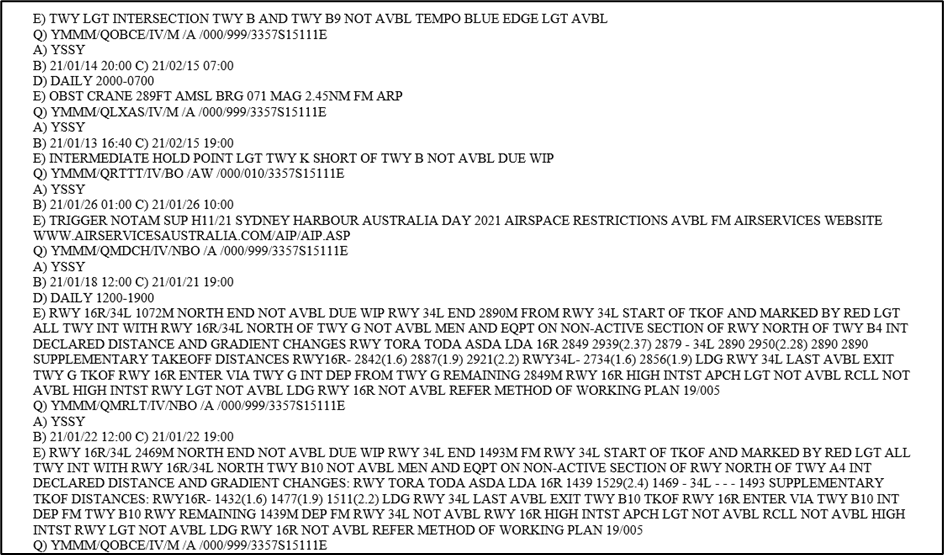 E) TWY LGT INTERSECTION TWY B AND TWY B9 NOT AVBL TEMPO BLUE EDGE LGT AVBL
Q) YMMM/QOBCE/IV/M /A /000/999/3357S15111E
A) YSSY
B) 21/01/14 20:00 C) 21/02/15 07:00
D) DAILY 2000-0700
E) OBST CRANE 289FT AMSL BRG 071 MAG 2.45NM FM ARP
Q) YMMM/QLXAS/IV/M /A /000/999/3357S15111E
A) YSSY
B) 21/01/13 16:40 C) 21/02/15 19:00
E) INTERMEDIATE HOLD POINT LGT TWY K SHORT OF TWY B NOT AVBL DUE WIP
Q) YMMM/QRTTT/IV/BO /AW /000/010/3357S15111E
A) YSSY
B) 21/01/26 01:00 C) 21/01/26 10:00
E) TRIGGER NOTAM SUP H11/21 SYDNEY HARBOUR AUSTRALIA DAY 2021 AIRSPACE RESTRICTIONS AVBL FM AIRSERVICES WEBSITE
WWW.AIRSERVICESAUSTRALIA.COM/AIP/AIP.ASP
Q) YMMM/QMDCH/IV/NBO /A /000/999/3357S15111E
A) YSSY
B) 21/01/18 12:00 C) 21/01/21 19:00
D) DAILY 1200-1900
E) RWY 16R/34L 1072M NORTH END NOT AVBL DUE WIP RWY 34L END 2890M FROM RWY 34L START OF TKOF AND MARKED BY RED LGT
ALL TWY INT WITH RWY 16R/34L NORTH OF TWY G NOT AVBL MEN AND EQPT ON NON-ACTIVE SECTION OF RWY NORTH OF TWY B4 INT
DECLARED DISTANCE AND GRADIENT CHANGES RWY TORA TODA ASDA LDA 16R 2849 2939(2.37) 2879 - 34L 2890 2950(2.28) 2890 2890
SUPPLEMENTARY TAKEOFF DISTANCES RWY16R- 2842(1.6) 2887(1.9) 2921(2.2) RWY34L- 2734(1.6) 2856(1.9) LDG RWY 34L LAST AVBL EXIT
TWY G TKOF RWY 16R ENTER VIA TWY G INT DEP FROM TWY G REMAINING 2849M RWY 16R HIGH INTST APCH LGT NOT AVBL RCLL NOT
AVBL HIGH INTST RWY LGT NOT AVBL LDG RWY 16R NOT AVBL REFER METHOD OF WORKING PLAN 19/005
Q) YMMM/QMRLT/IV/NBO /A /000/999/3357S15111E
A) YSSY
B) 21/01/22 12:00 C) 21/01/22 19:00
E) RWY 16R/34L 2469M NORTH END NOT AVBL DUE WIP RWY 34L END 1493M FM RWY 34L START OF TKOF AND MARKED BY RED LGT ALL
TWY INT WITH RWY 16R/34L NORTH TWY B10 NOT AVBL MEN AND EQPT ON NON-ACTIVE SECTION OF RWY NORTH OF TWY A4 INT
DECLARED DISTANCE AND GRADIENT CHANGES: RWY TORA TODA ASDA LDA 16R 1439 1529(2.4) 1469 - 34L - - - 1493 SUPPLEMENTARY
TKOF DISTANCES: RWY16R- 1432(1.6) 1477(1.9) 1511(2.2) LDG RWY 34L LAST AVBL EXIT TWY B10 TKOF RWY 16R ENTER VIA TWY B10 INT
DEP FM TWY B10 RWY REMAINING 1439M DEP FM RWY 34L NOT AVBL RWY 16R HIGH INTST APCH LGT NOT AVBL RCLL NOT AVBL HIGH
INTST RWY LGT NOT AVBL LDG RWY 16R NOT AVBL REFER METHOD OF WORKING PLAN 19/005
Q) YMMM/QOBCE/IV/M /A /000/999/3357S15111E